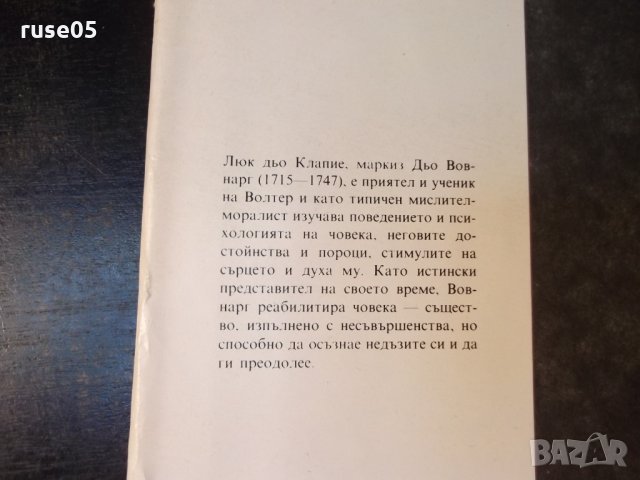 ruse05
Люк дьо Клапие, маркиз Дьо Вов-
нарг (1715—1747), е приятел и ученик
на Волтер и като типичен мислител-
моралист изучава поведението и пси-
хологията на човека, неговите до-
стойнства и пороци, стимулите на
сърцето и духа му. Като истински
представител на своето време, Вов-
нарг реабилитира човека — същест-
во, изпълнено с несъвършенства, но
способно да осъзнае недъзите си и да
ги преодолее.
BAZAR